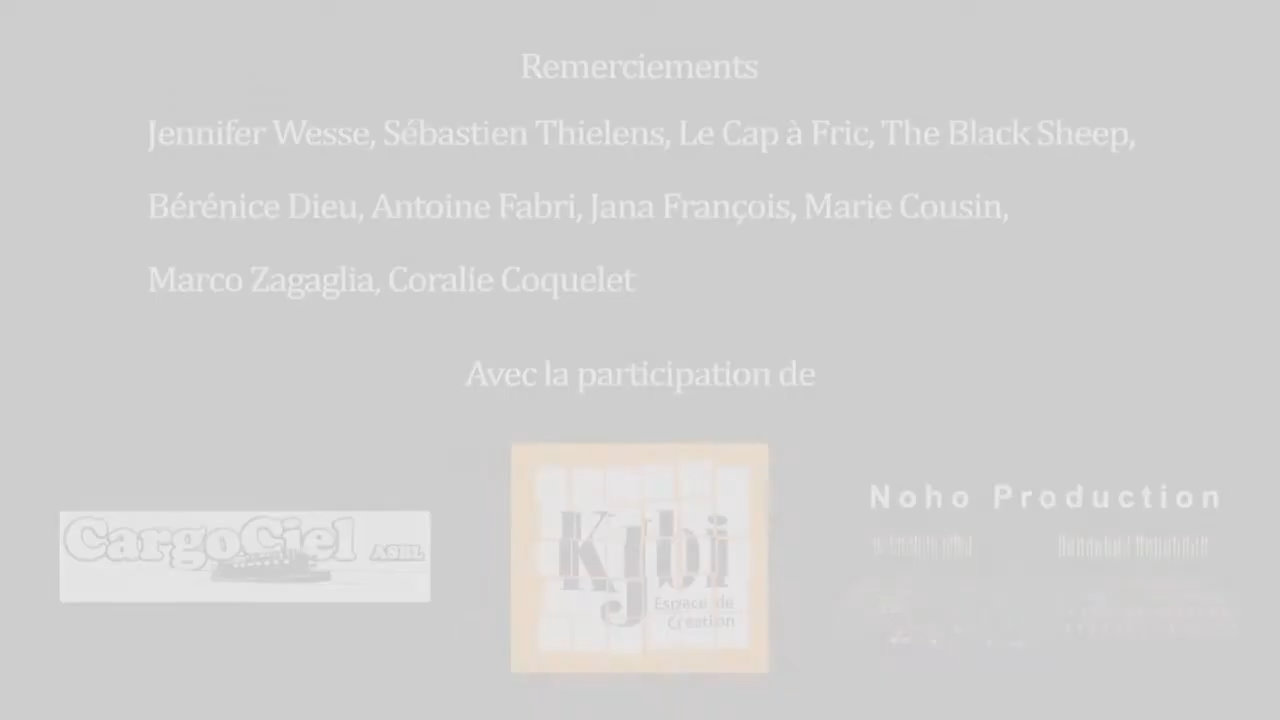 Remerciements
Jennifer Wesse, Sébastien Thielens, Le Cap à Fric, The Black Sheep,
Bérénice Dieu, Antoine Fabri, Jana François, Marie Cousin,
Marco Zagaglia, Coralie Coquelet
Avec la participation de
CargoCiel ASBL
Kjbi
Espace de
Création
Noho Production